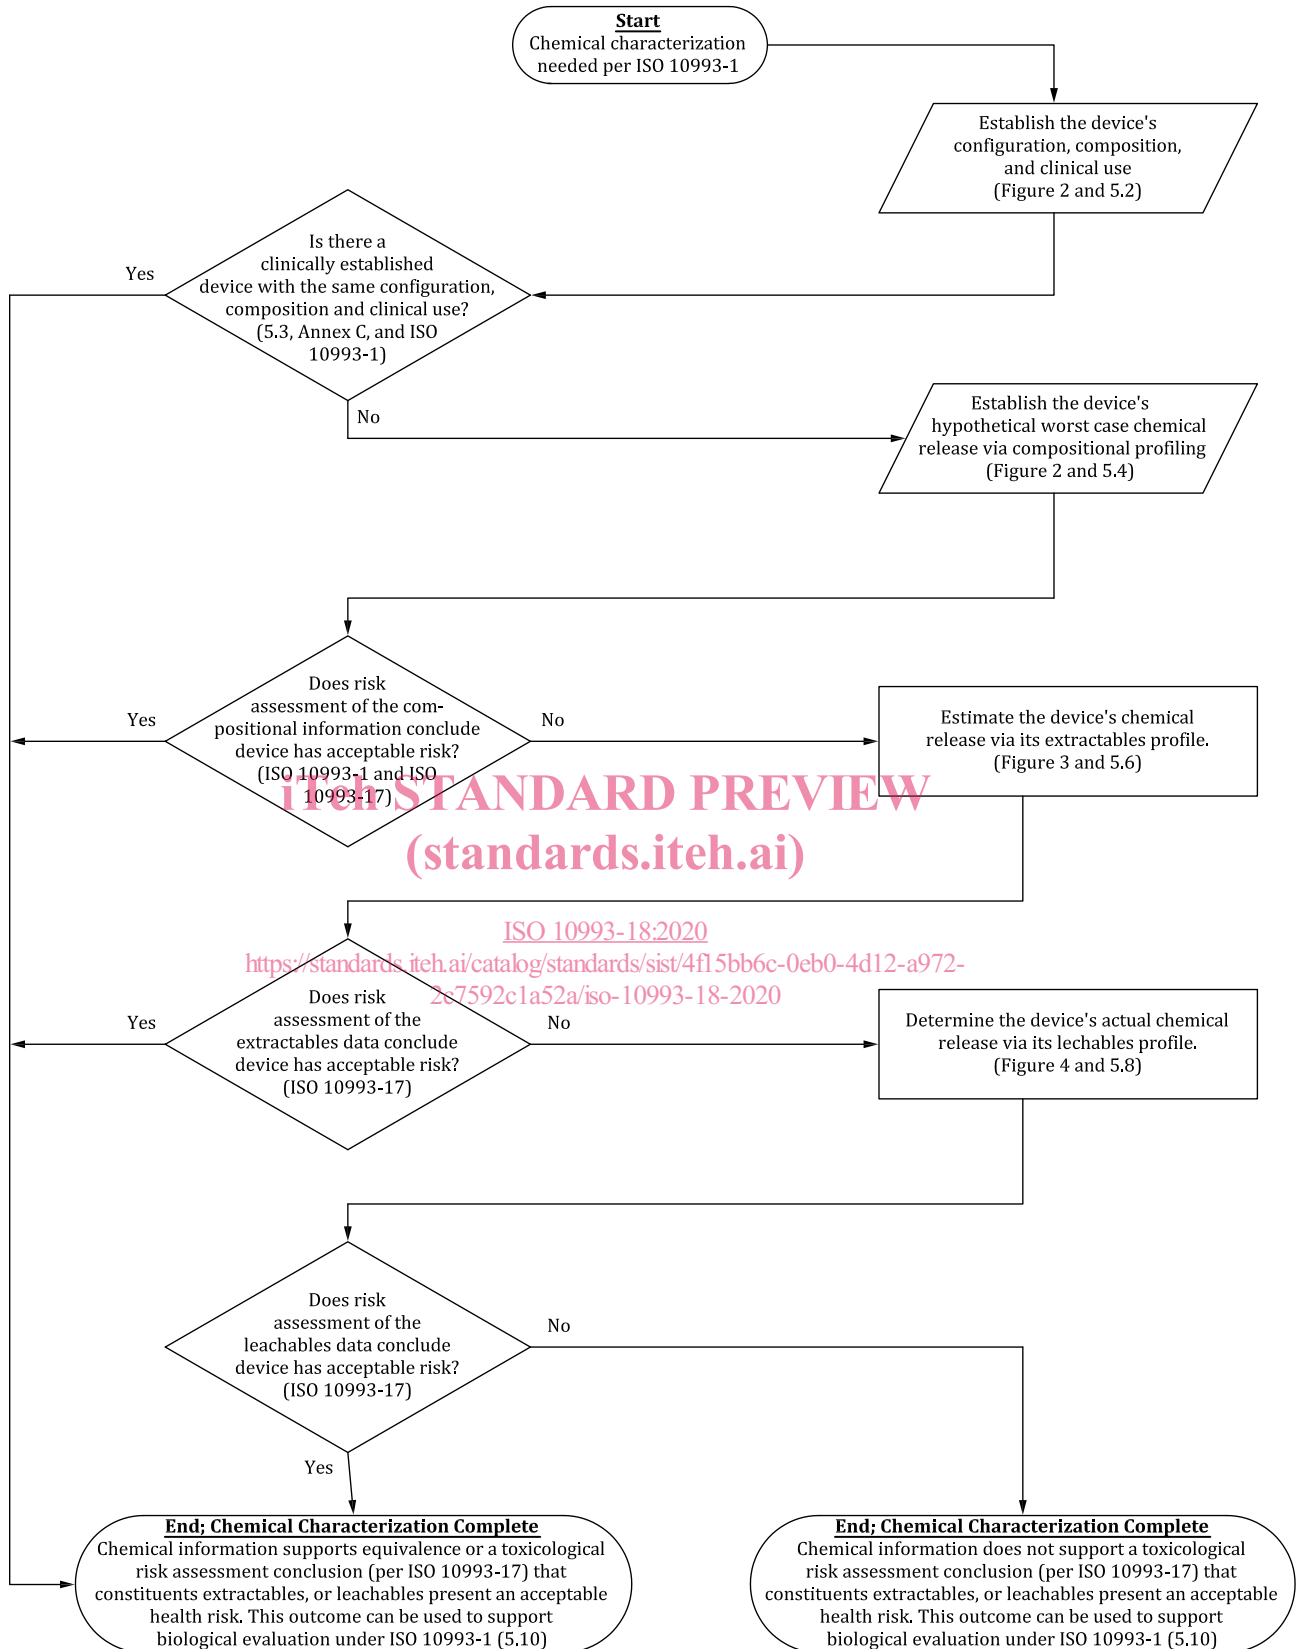 Start
Chemical characterization
needed per ISO 10993-1
Establish the device's
configuration, composition,
and clinical use
(Figure 2 and 5.2)
Is there a
clinically established
device with the same configuration,
composition and clinical use?
(5.3, Annex C, and ISO
10993-1)
Yes
No
Establish the device's
hypothetical worst case chemical
release via compositional profiling
(Figure 2 and 5.4)
Does risk
assessment of the com-
positional information conclude
device has acceptable risk?
(ISO 10993-1 and ISO
10993-17)
Yes
No
Estimate the device's chemical
release via its extractables profile.
(Figure 3 and 5.6)
iTeh STANDARD PREVIEW
(standards.iteh.ai)
ISO 10993-18:2020
https://standards.iteh.ai/catalog/standards/sist/4f15bb6c-0eb0-4d12-a972-
2c7592c1a52a/iso-10993-18-2020
Does risk
assessment of the
extractables data conclude
device has acceptable risk?
(ISO 10993-17)
Yes
No
Determine the device's actual chemical
release via its lechables profile.
(Figure 4 and 5.8)
Does risk
assessment of the
leachables data conclude
device has acceptable risk?
(ISO 10993-17)
No
Yes
End; Chemical Characterization Complete
Chemical information supports equivalence or a toxicological
risk assessment conclusion (per ISO 10993-17) that
constituents extractables, or leachables present an acceptable
health risk. This outcome can be used to support
biological evaluation under ISO 10993-1 (5.10)
End; Chemical Characterization Complete
Chemical information does not support a toxicological
risk assessment conclusion (per ISO 10993-17) that
constituents extractables, or leachables present an acceptable
health risk. This outcome can be used to support
biological evaluation under ISO 10993-1 (5.10)